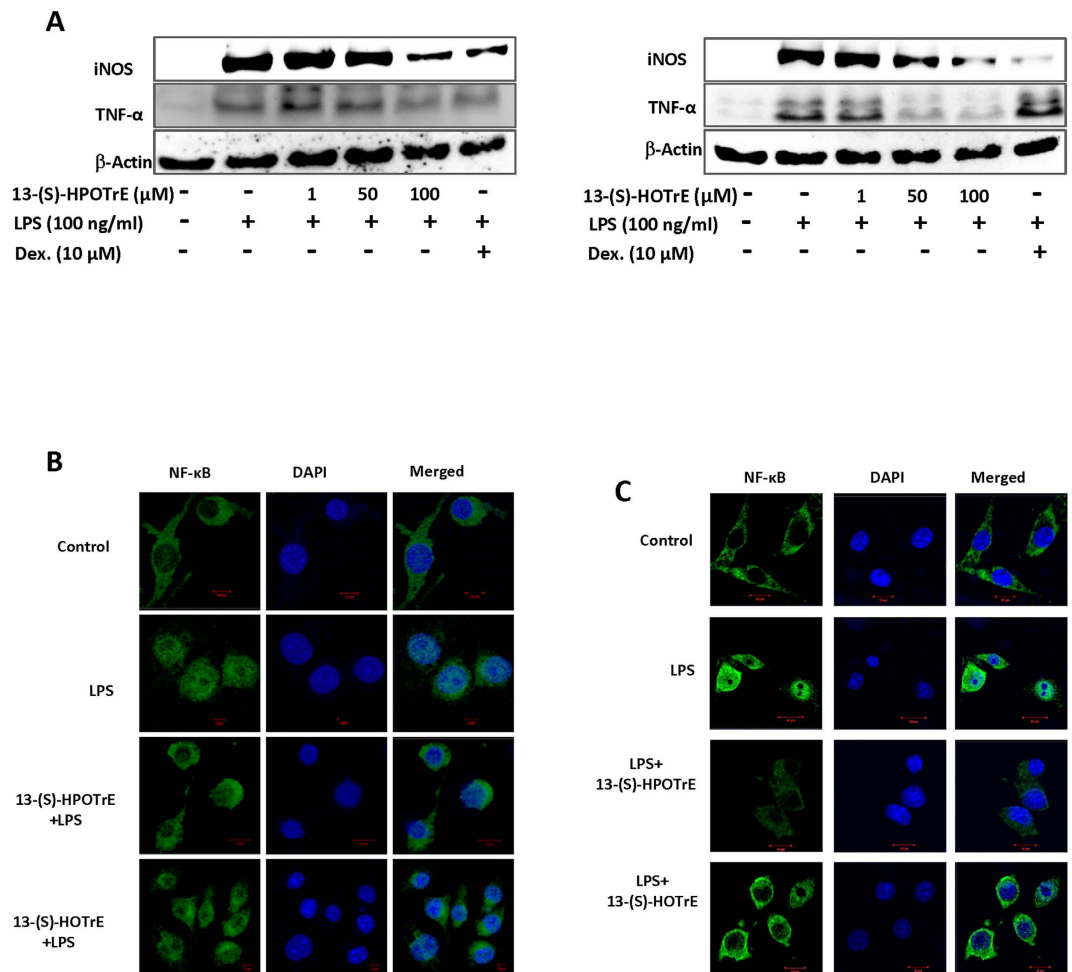 A
iNOS
TNF-α
β-Actin
13-(S)-HPOTrE (μM) - - 1 50 100 -
LPS (100 ng/ml) - + + + + +
Dex. (10 μM) - - - - - +
iNOS
TNF-α
β-Actin
13-(S)-HOTrE (μM) - - 1 50 100 -
LPS (100 ng/ml) - + + + + +
Dex. (10 μM) - - - - - +
B
NF-κB DAPI Merged
Control
LPS
13-(S)-HPOTrE
+LPS
13-(S)-HOTrE
+LPS
C
NF-κB DAPI Merged
Control
LPS
LPS+
13-(S)-HPOTrE
LPS+
13-(S)-HOTrE